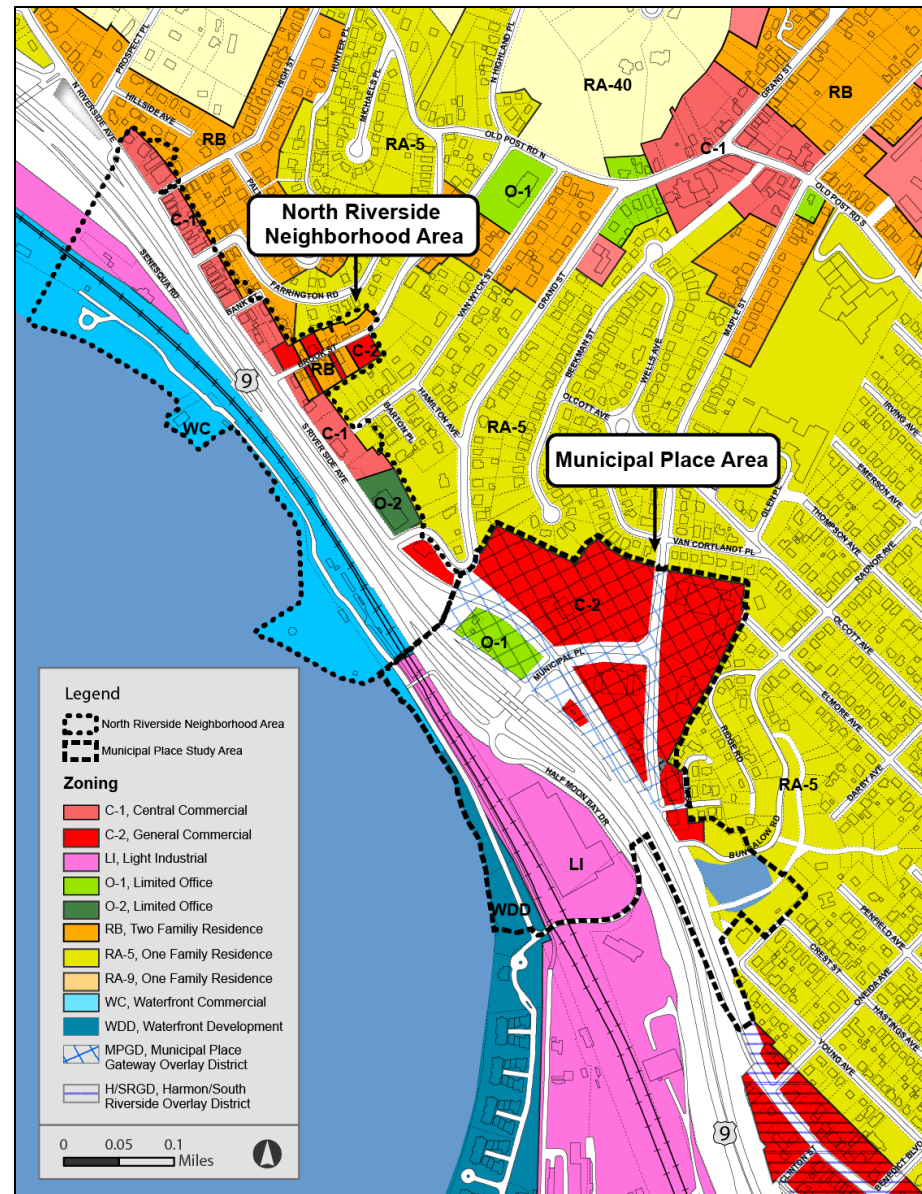 PROSPECT PL
N RIVERSIDE AVE
HILLSIDE AVE
HIGH ST
HUNTER PL
MICHAELS PL
N HIGHLAND PL
RA-40
GRAND ST
RB
RB
RA-5
OLD POST RD N
C-1
O-1
OLD POST RD S
North Riverside
Neighborhood Area
C-1
SENESQUA RD
FARRINGTON RD
BANK
VAN WYCK ST
GRAND ST
MAPLE ST
BROOK ST
C-2
RB
BEEKMAN ST
WELLS AVE
9
HAMILTON AVE
BARTON PL
OLCOTT AVE
IRVING AVE
WC
C-1
RA-5
S RIVER SIDE AVE
Municipal Place Area
EMERSON AVE
GLEN PL
O-2
THOMPSON AVE
RADNOR AVE
VAN CORTLANDT PL
C-2
O-1
MUNICIPAL PL
OLCOTT AVE
ELMORE AVE
RIDGE RD
RA-5
DARBY AVE
HALF MOON BAY DR
BUNGALOW RD
LI
WDD
PENFIELD AVE
CREST ST
ONEIDA AVE
HASTINGS AVE
YOUNG AVE
9
CLINTON ST
BENEDICT BLVD
Legend
North Riverside Neighborhood Area
Municipal Place Study Area
Zoning
C-1, Central Commercial
C-2, General Commercial
LI, Light Industrial
O-1, Limited Office
O-2, Limited Office
RB, Two Familiy Residence
RA-5, One Family Residence
RA-9, One Family Residence
WC, Waterfront Commercial
WDD, Waterfront Development
MPGD, Municipal Place
Gateway Overlay District
H/SRGD, Harmon/South
Riverside Overlay District
0 0.05 0.1
Miles